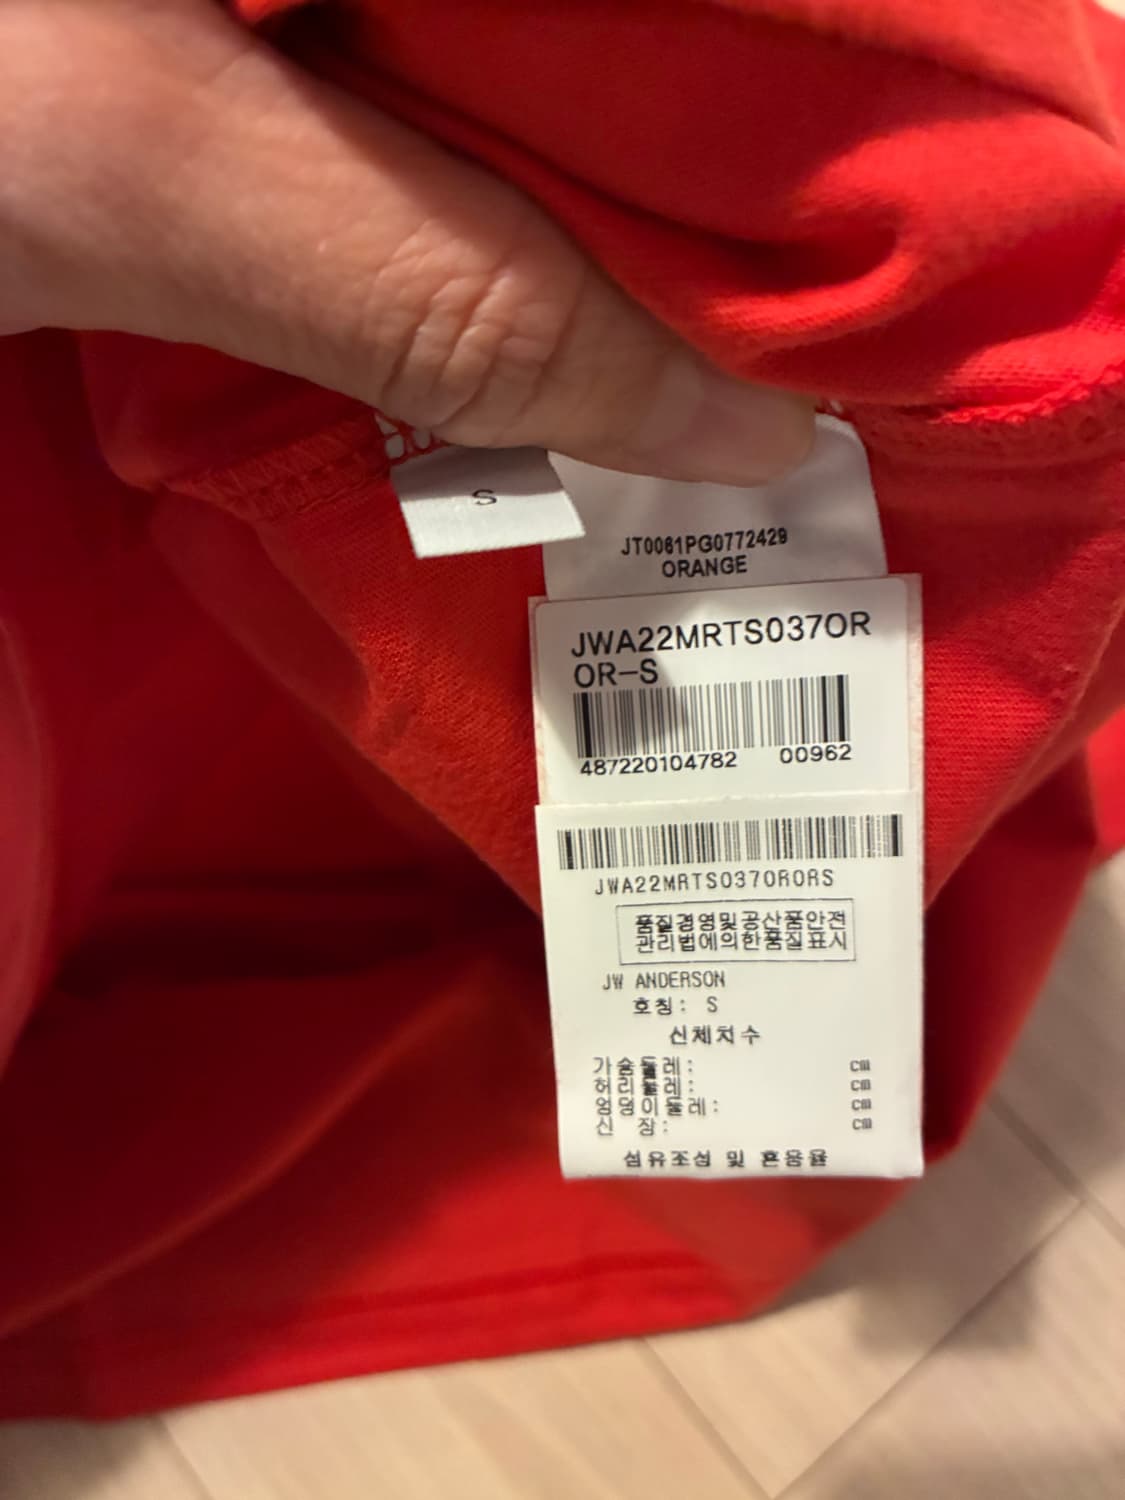 S
JT0061PG0772429
ORANGE
JWA22MRTS037OR
OR-S
487220104782 00962
JWA22MRTS037ORORS
품질경영및공산품안전
관리법에의한품질표시
JW ANDERSON
호칭: S
신체치수
가슴둘레: cm
허리둘레: cm
엉덩이둘레: cm
신 장: cm
섬유조성 및 혼용율